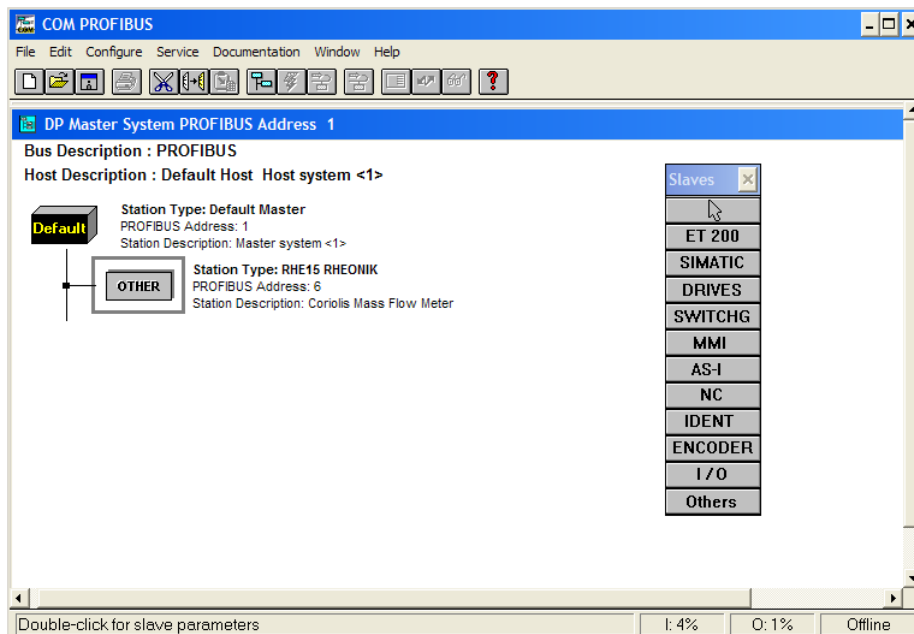 COM PROFIBUS
File Edit Configure Service Documentation Window Help
DP Master System PROFIBUS Address 1
Bus Description : PROFIBUS
Host Description : Default Host Host system <1>
Default
Station Type: Default Master
PROFIBUS Address: 1
Station Description: Master system <1>
OTHER
Station Type: RHE15 RHEONIK
PROFIBUS Address: 6
Station Description: Coriolis Mass Flow Meter
Slaves
ET 200
SIMATIC
DRIVES
SWITCHG
MMI
AS-I
NC
IDENT
ENCODER
I/O
Others
Double-click for slave parameters
I: 4%
O: 1%
Offline